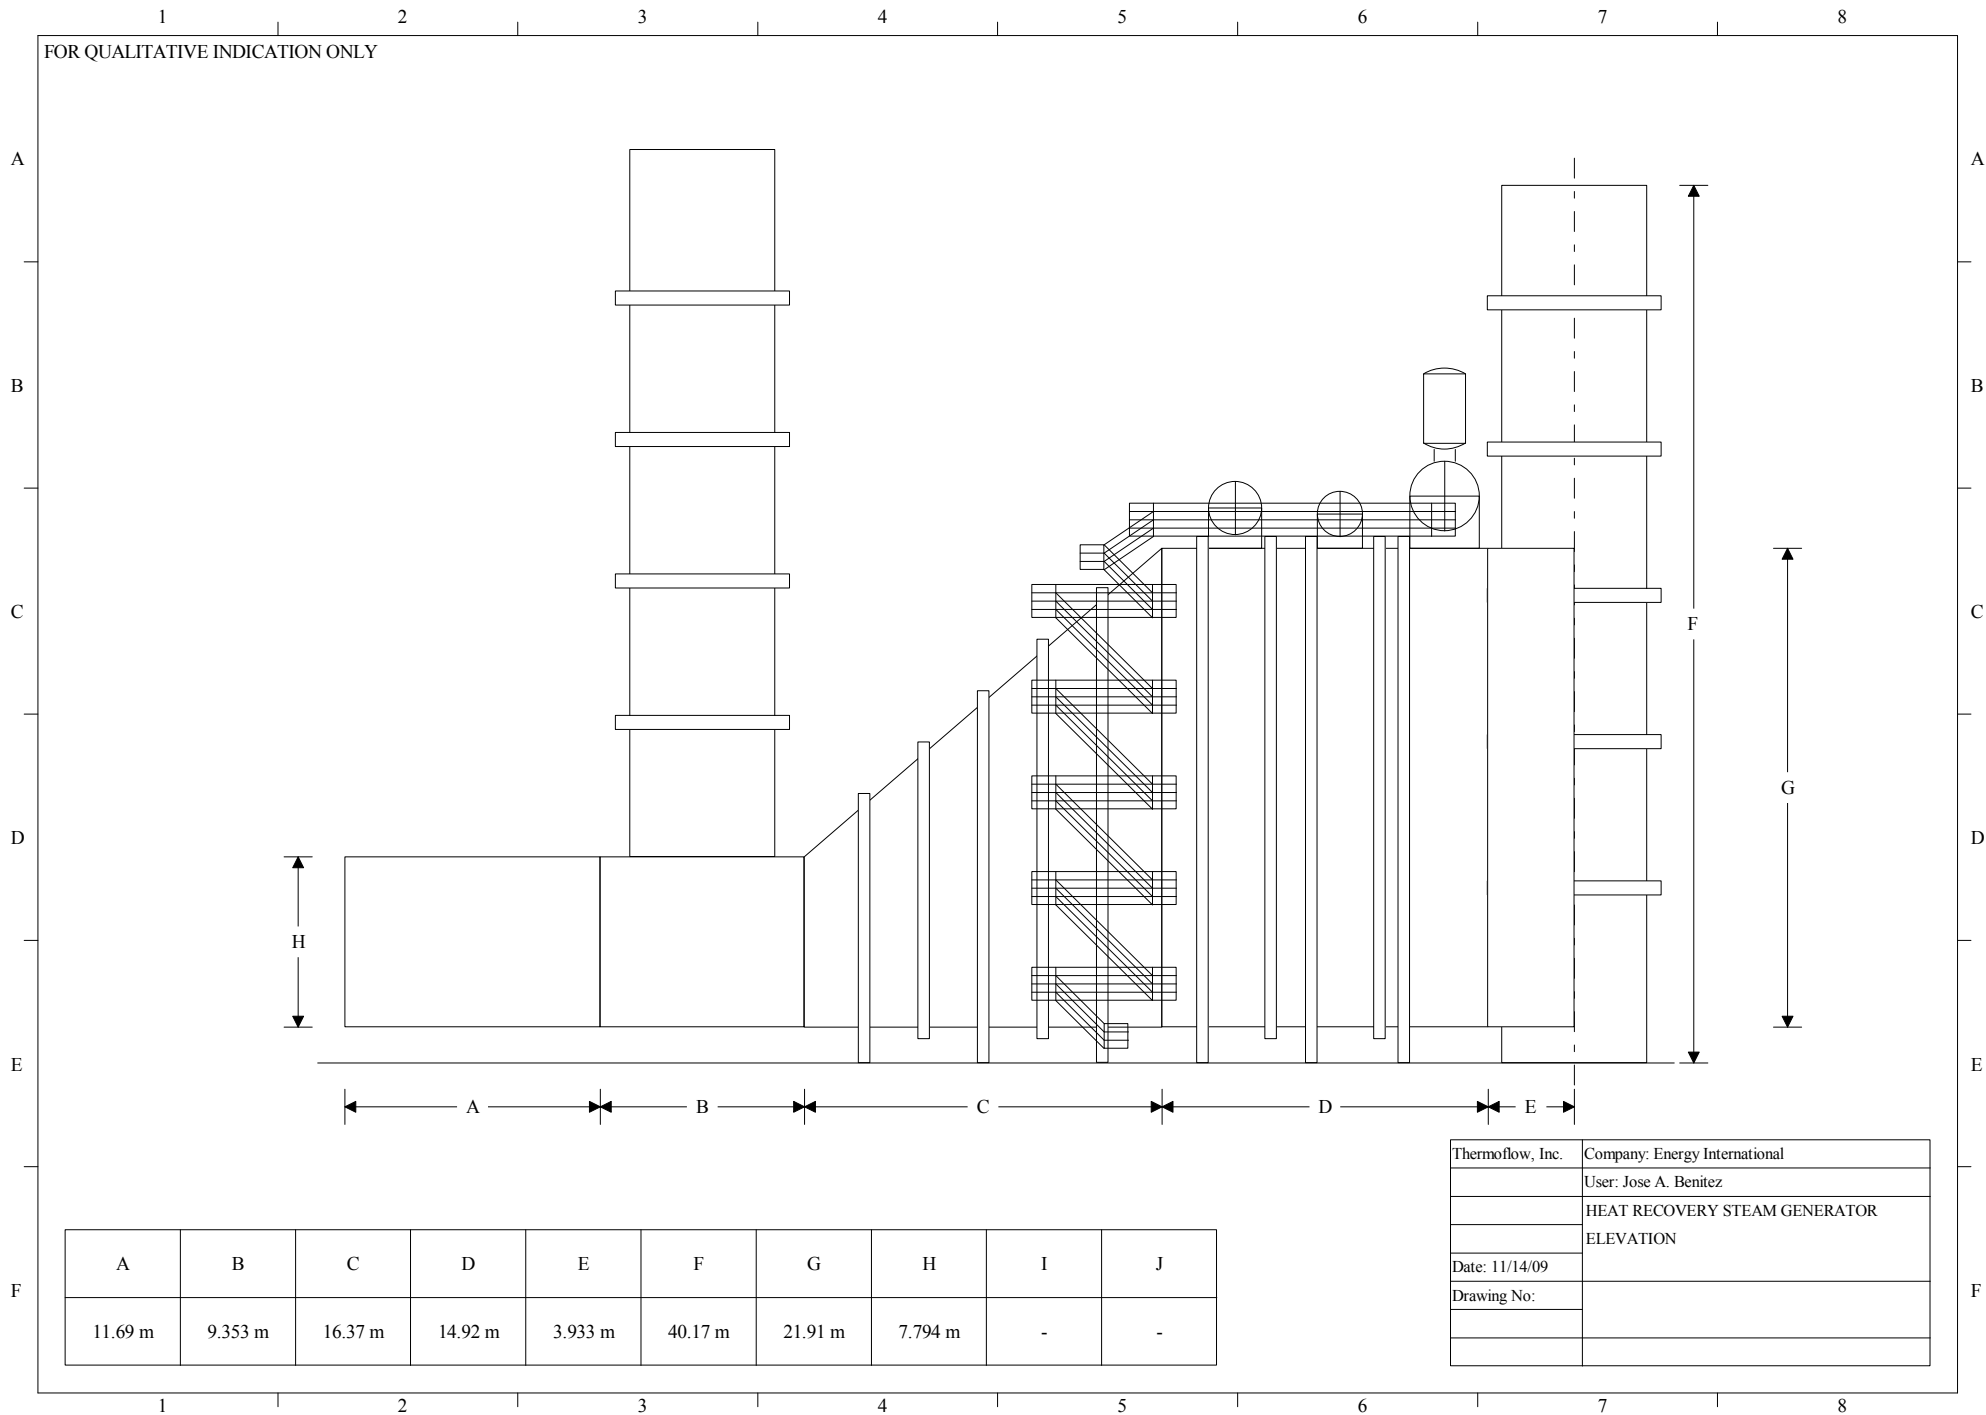 1 2 3 4 5 6 7 8
FOR QUALITATIVE INDICATION ONLY
A A
B B
C C
F
G
D D
H
E E
A B C D E
Thermoflow, Inc. Company: Energy International
User: Jose A. Benitez
HEAT RECOVERY STEAM GENERATOR
ELEVATION
Date: 11/14/09
Drawing No:
A B C D E F G H I J
F F
11.69 m 9.353 m 16.37 m 14.92 m 3.933 m 40.17 m 21.91 m 7.794 m - -
1 2 3 4 5 6 7 8